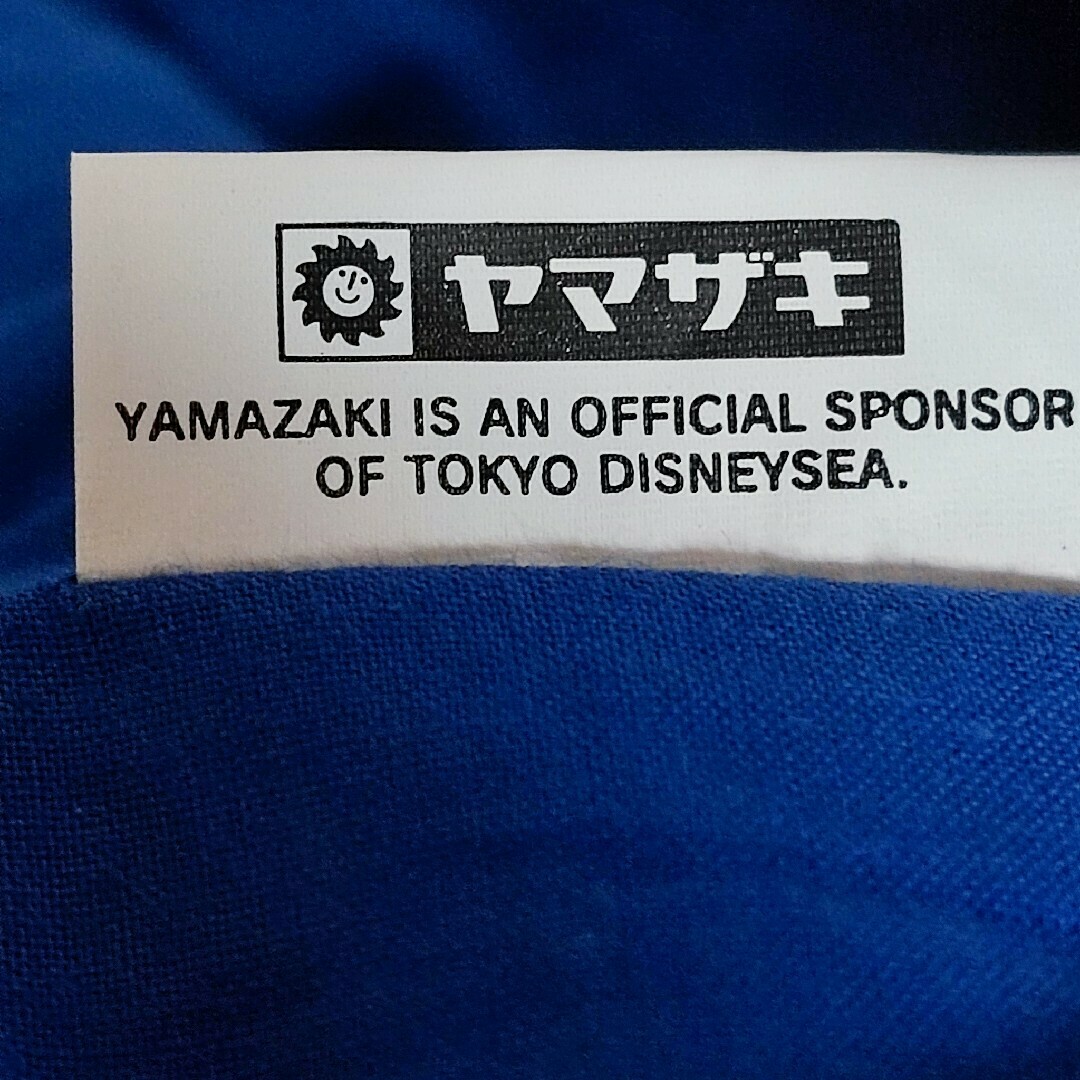 ヤマザキ
YAMAZAKI IS AN OFFICIAL SPONSOR
OF TOKYO DISNEYSEA.